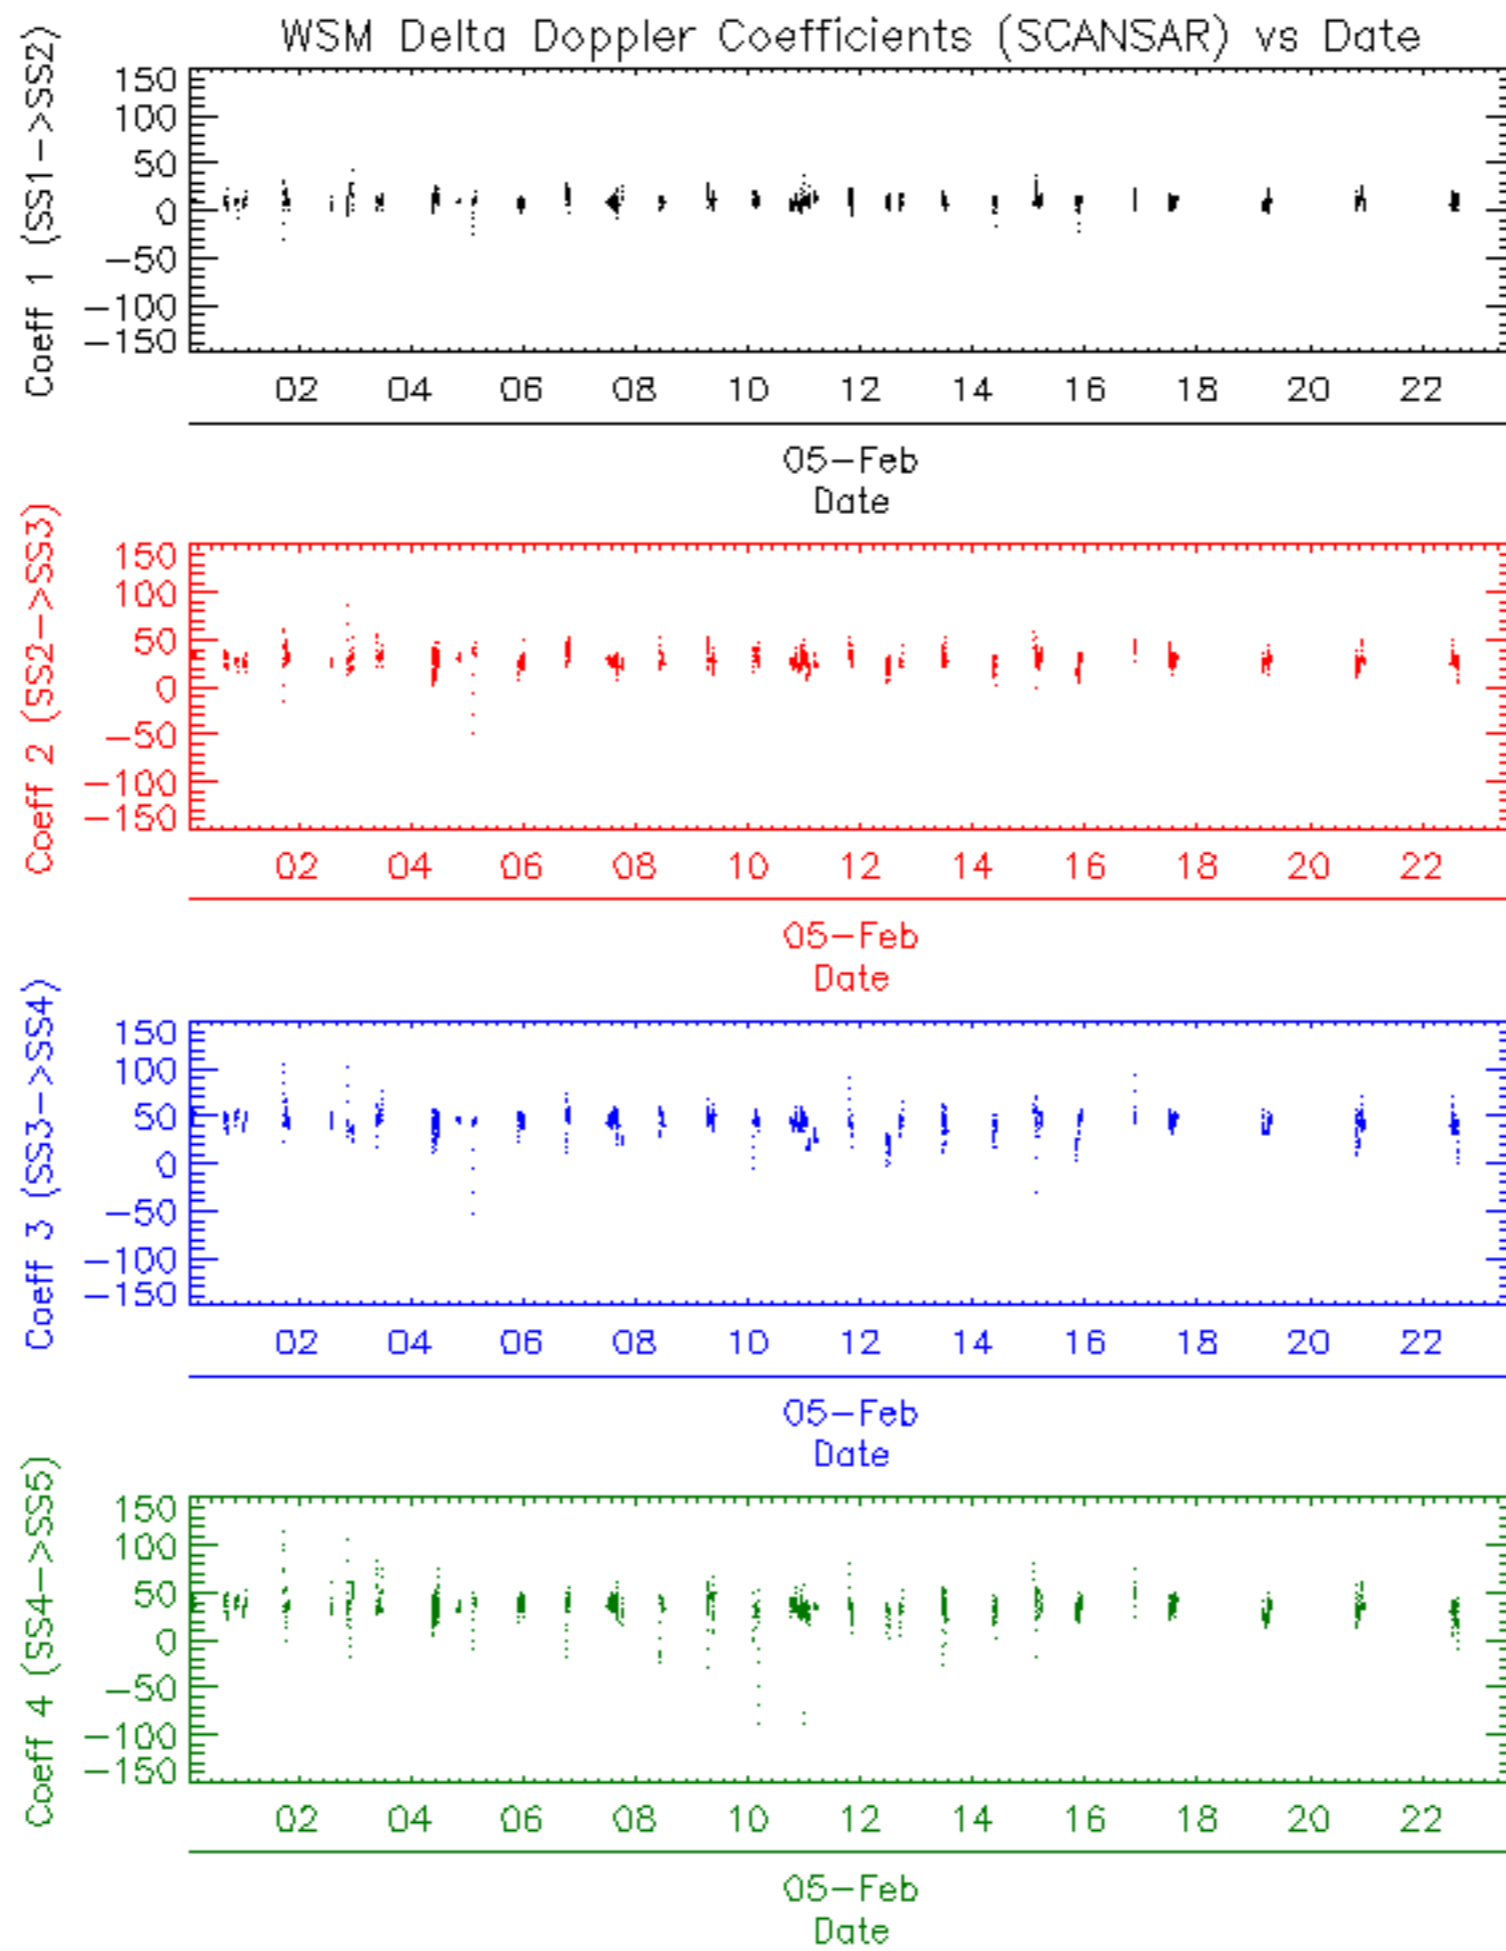 WSM Delta Doppler Coefficients (SCANSAR) vs Date
Coeff 1 (SS1->SS2)
150
100
50
0
-50
-100
-150
02 04 06 08 10 12 14 16 18 20 22
05-Feb
Date
Coeff 2 (SS2->SS3)
150
100
50
0
-50
-100
-150
02 04 06 08 10 12 14 16 18 20 22
05-Feb
Date
Coeff 3 (SS3->SS4)
150
100
50
0
-50
-100
-150
02 04 06 08 10 12 14 16 18 20 22
05-Feb
Date
Coeff 4 (SS4->SS5)
150
100
50
0
-50
-100
-150
02 04 06 08 10 12 14 16 18 20 22
05-Feb
Date